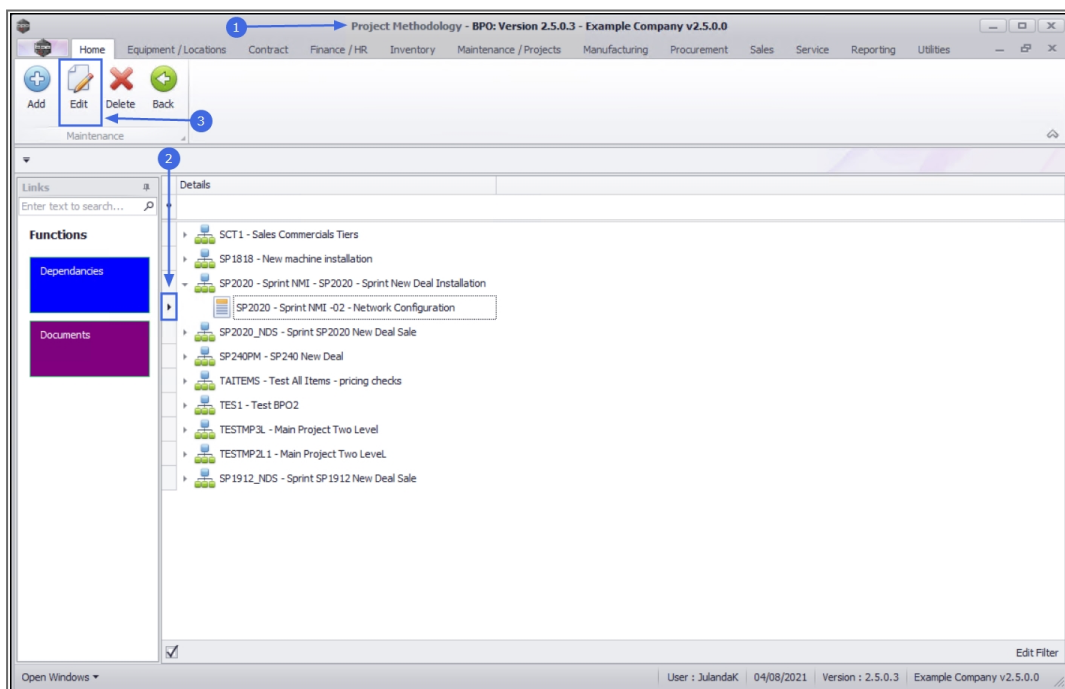 1
Project Methodology - BPO: Version 2.5.0.3 - Example Company v2.5.0.0
Home Equipment / Locations Contract Finance / HR Inventory Maintenance / Projects Manufacturing Procurement Sales Service Reporting Utilities
Add Edit Delete Back
3
Maintenance
2
Links
Details
Enter text to search...
Functions
Dependancies
Documents
SCT1 - Sales Commercials Tiers
SP1818 - New machine installation
SP2020 - Sprint NMI - SP2020 - Sprint New Deal Installation
SP2020 - Sprint NMI -02 - Network Configuration
SP2020_NDS - Sprint SP2020 New Deal Sale
SP240PM - SP240 New Deal
TAITEMS - Test All Items - pricing checks
TES1 - Test BPO2
TESTMP3L - Main Project Two Level
TESTMP2L1 - Main Project Two LeveL
SP1912_NDS - Sprint SP1912 New Deal Sale
Edit Filter
Open Windows User : JulandaK 04/08/2021 Version : 2.5.0.3 Example Company v2.5.0.0